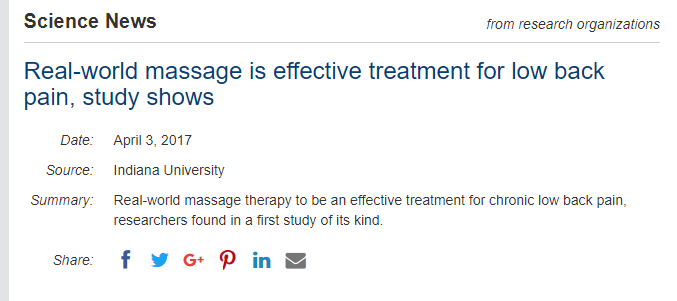 Science News
from research organizations
Real-world massage is effective treatment for low back
pain, study shows
Date: April 3, 2017
Source: Indiana University
Summary: Real-world massage therapy to be an effective treatment for chronic low back pain,
researchers found in a first study of its kind.
Share: f G+ in